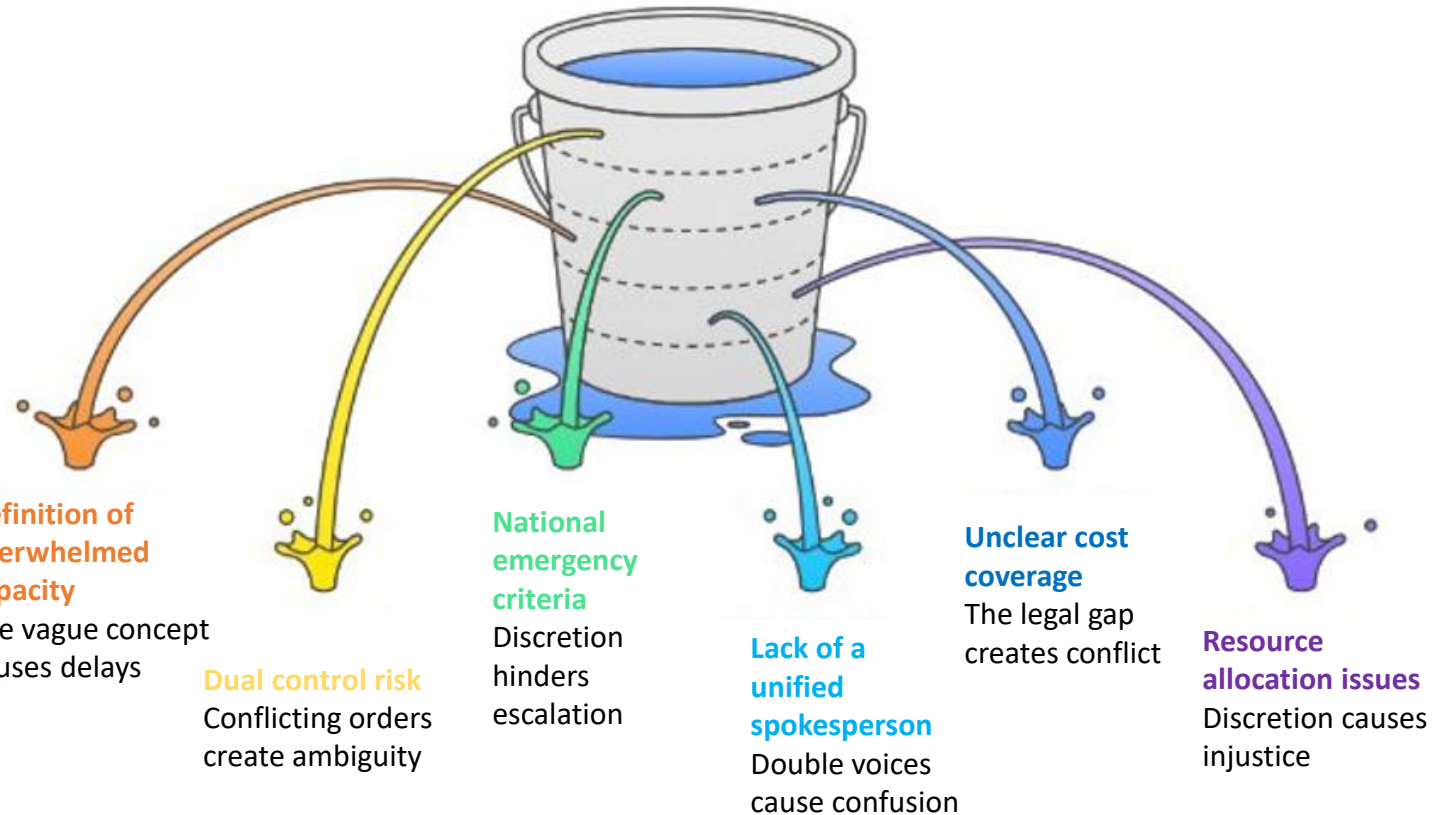 efinition of
erwhelmed
pacity
e vague concept
uses delays
Dual control risk
Conflicting orders
create ambiguity
National
emergency
criteria
Discretion
hinders
escalation
Lack of a
unified
spokesperson
Double voices
cause confusion
Unclear cost
coverage
The legal gap
creates conflict
Resource
allocation issues
Discretion causes
injustice